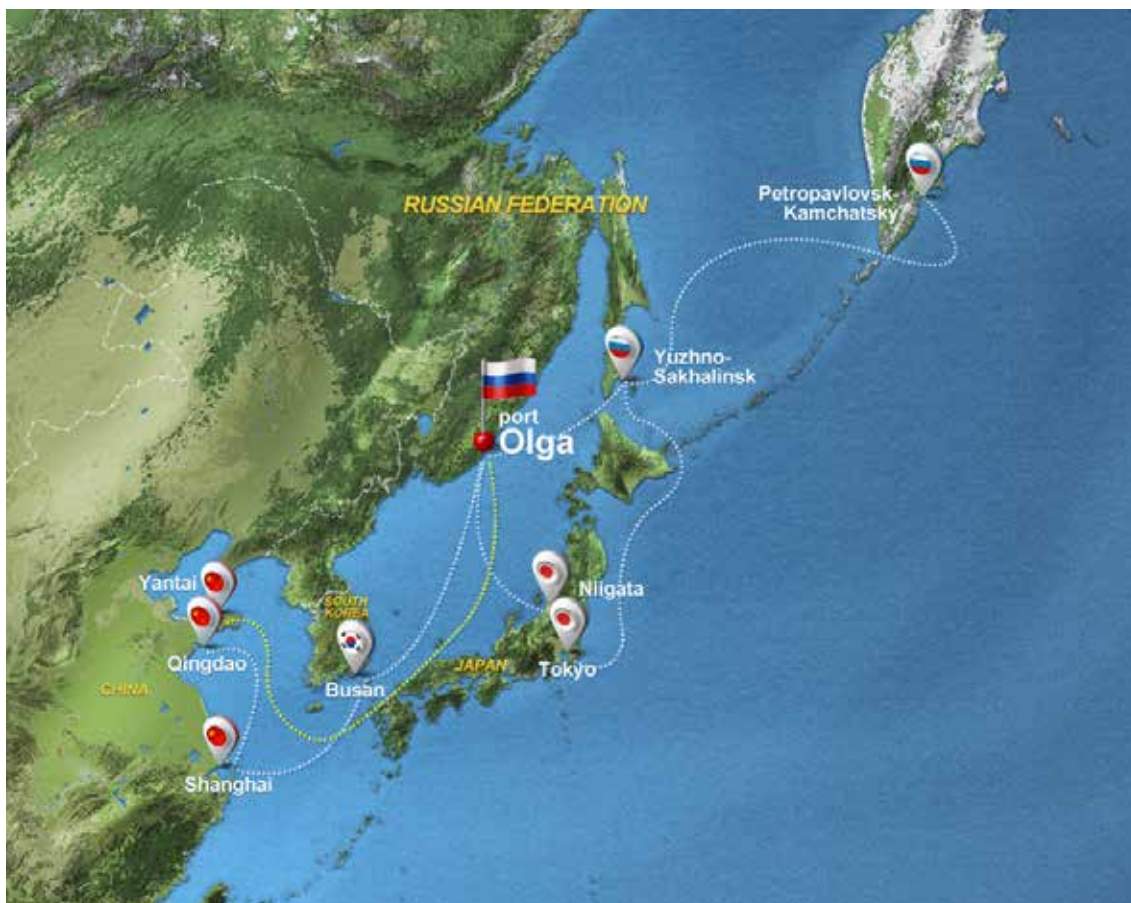 RUSSIAN FEDERATION
Petropavlovsk-
Kamchatsky
Yuzhno-
Sakhalinsk
port
Olga
Yantai
Niigata
SOUTH
KOREA
Qingdao
JAPAN
Tokyo
CHINA
Busan
Shanghai